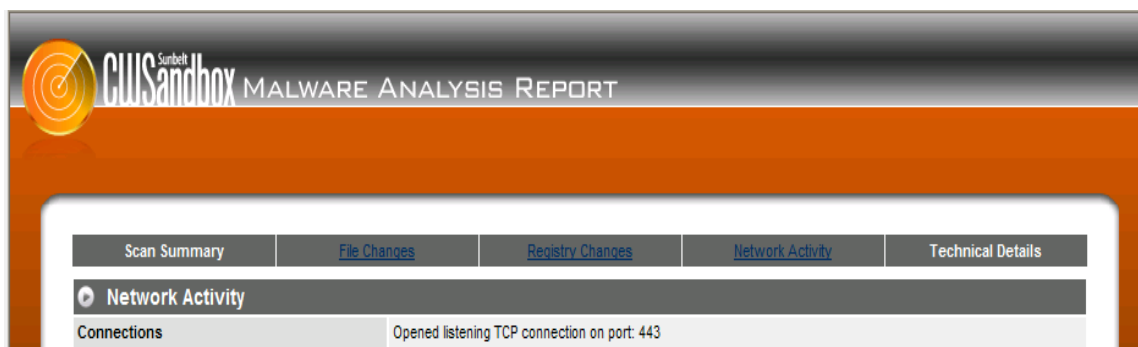 CWSandbox Sunbelt MALWARE ANALYSIS REPORT
Scan Summary File Changes Registry Changes Network Activity Technical Details
Network Activity
Connections Opened listening TCP connection on port: 443